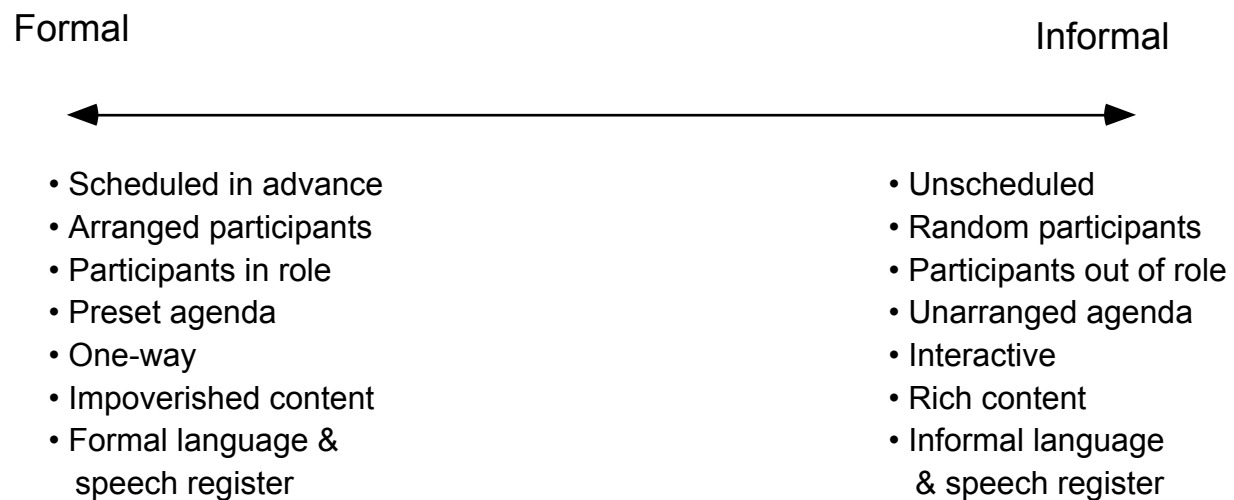 Formal
Informal
• Scheduled in advance
• Arranged participants
• Participants in role
• Preset agenda
• One-way
• Impoverished content
• Formal language &
speech register
• Unscheduled
• Random participants
• Participants out of role
• Unarranged agenda
• Interactive
• Rich content
• Informal language
& speech register